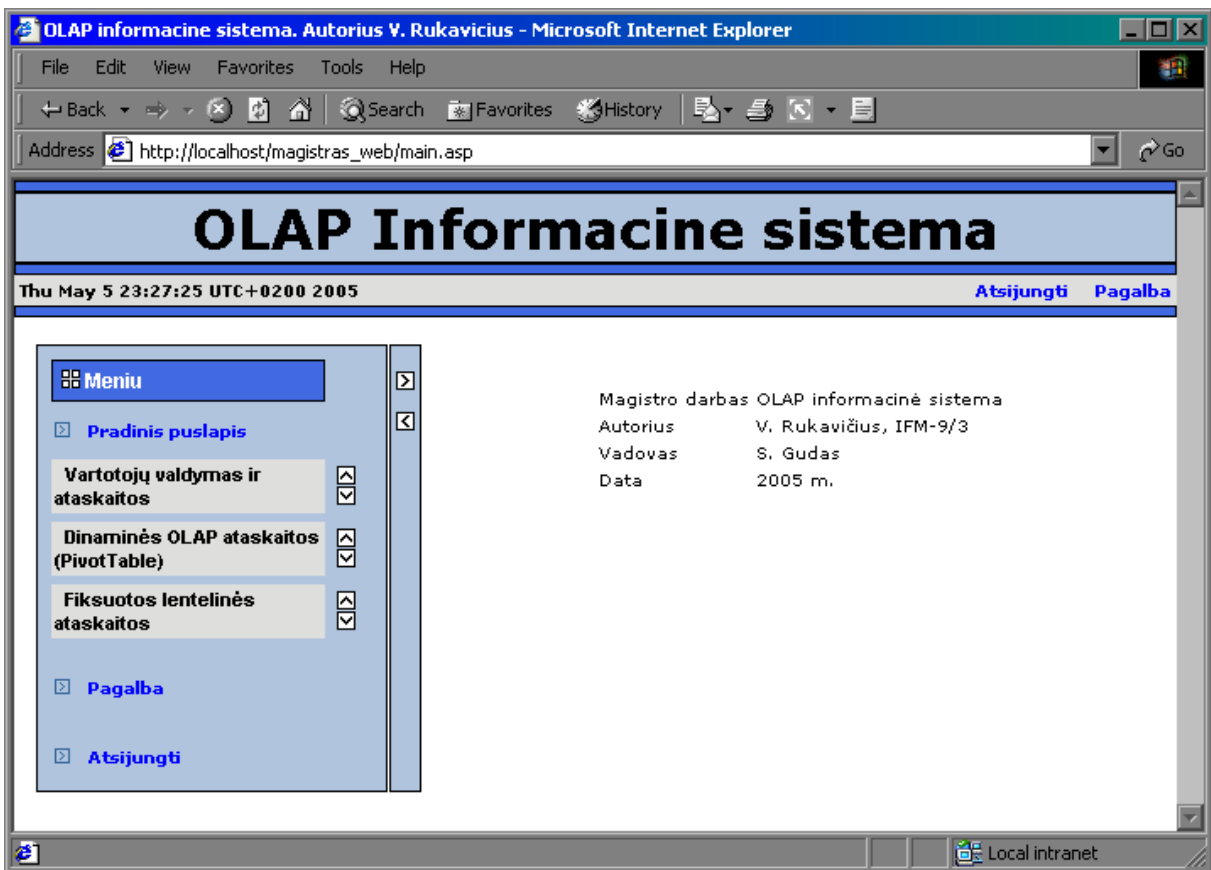 OLAP informacine sistema. Autorius V. Rukavicius - Microsoft Internet Explorer
File Edit View Favorites Tools Help
Back Search Favorites History
Address http://localhost/magistras_web/main.asp Go
OLAP Informacine sistema
Thu May 5 23:27:25 UTC+0200 2005 Atsijungti Pagalba
Meniu
Pradinis puslapis
Vartotojų valdymas ir
ataskaitos
Dinaminės OLAP ataskaitos
(PivotTable)
Fiksuotos lentelinės
ataskaitos
Pagalba
Atsijungti
Magistro darbas OLAP informacinė sistema
Autorius V. Rukavičius, IFM-9/3
Vadovas S. Gudas
Data 2005 m.
Local intranet